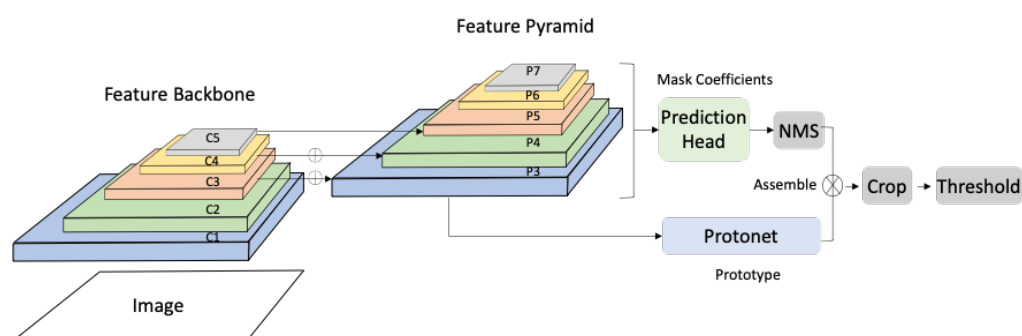 Feature Pyramid
Feature Backbone
P7
P6
P5
P4
P3
C5
C4
C3
C2
C1
Image
Mask Coefficients
Prediction
Head
NMS
Assemble
Crop
Threshold
Protonet
Prototype